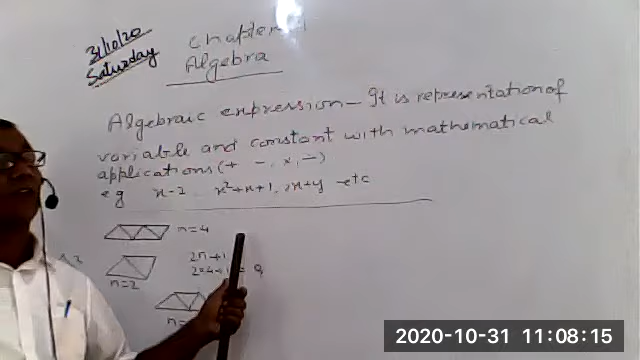 31/10/20
Saturday
Chapter-
Algebra
Algebraic expression - It is representation of
variable and constant with mathematical
applications (+ -, ×, ÷)
eg x-2, x²+x+1, 2x+y etc
n=4
2n+1
2×4+1 = 9
n=2
n=
2020-10-31 11:08:15